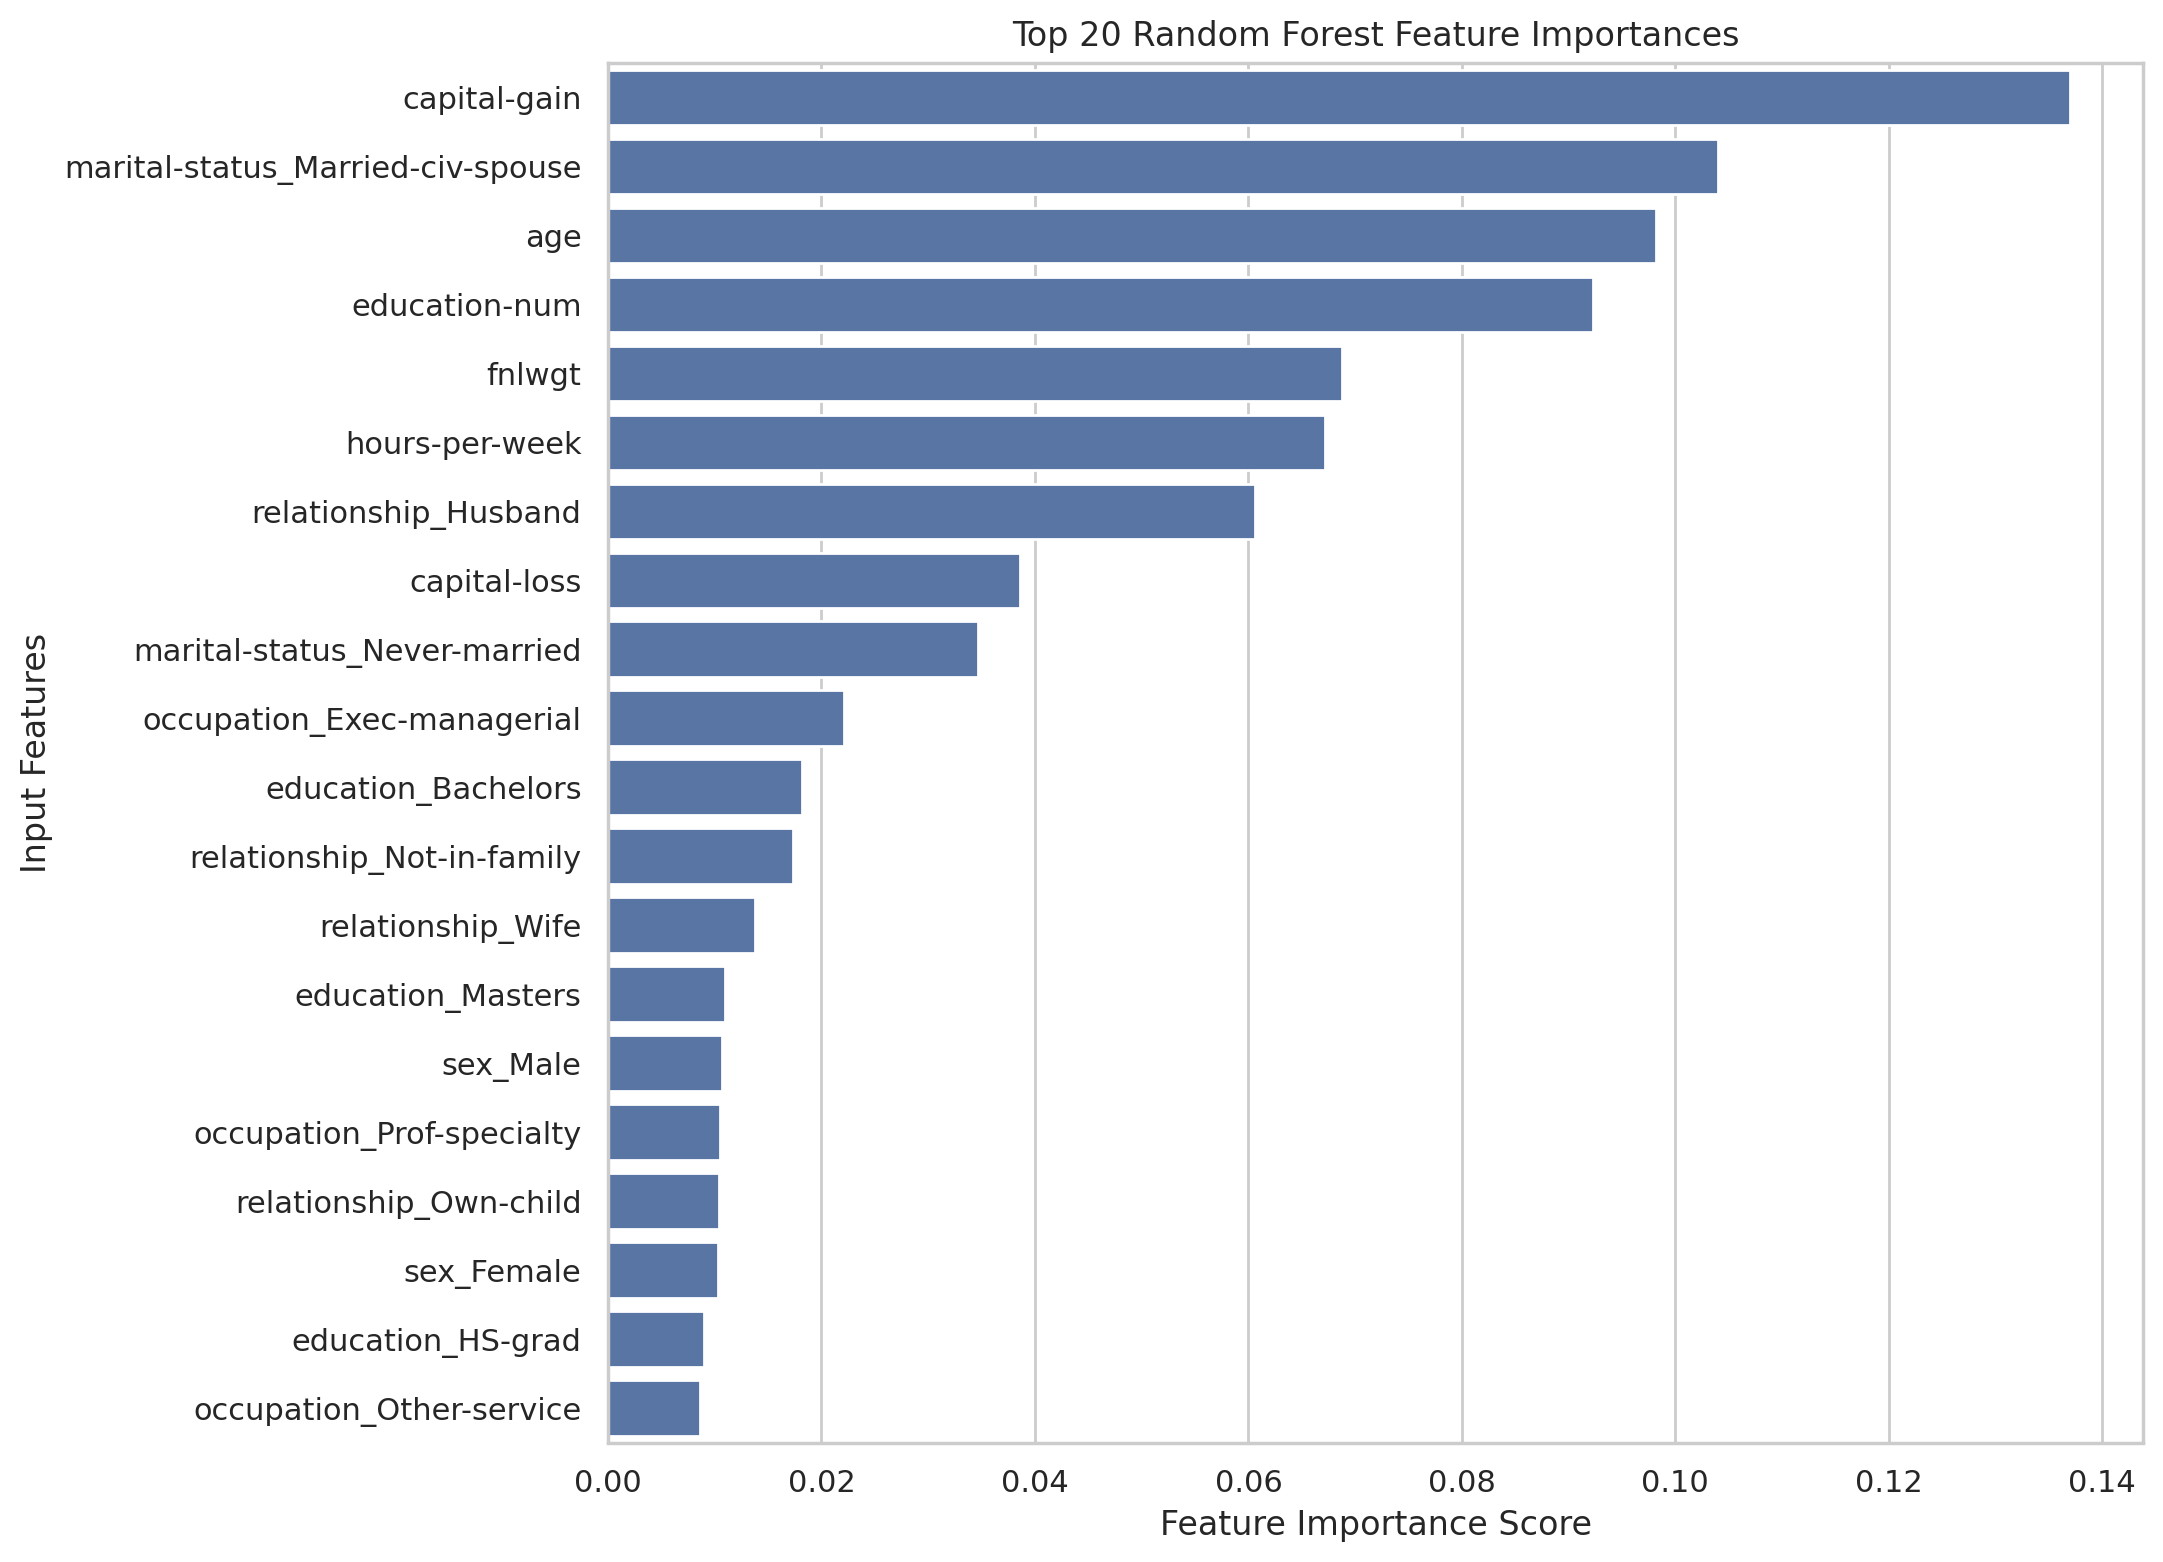 Top 20 Random Forest Feature Importances
capital-gain
marital-status_Married-civ-spouse
age
education-num
fnlwgt
hours-per-week
relationship_Husband
capital-loss
marital-status_Never-married
occupation_Exec-managerial
education_Bachelors
relationship_Not-in-family
relationship_Wife
education_Masters
sex_Male
occupation_Prof-specialty
relationship_Own-child
sex_Female
education_HS-grad
occupation_Other-service
Input Features
0.00 0.02 0.04 0.06 0.08 0.10 0.12 0.14
Feature Importance Score